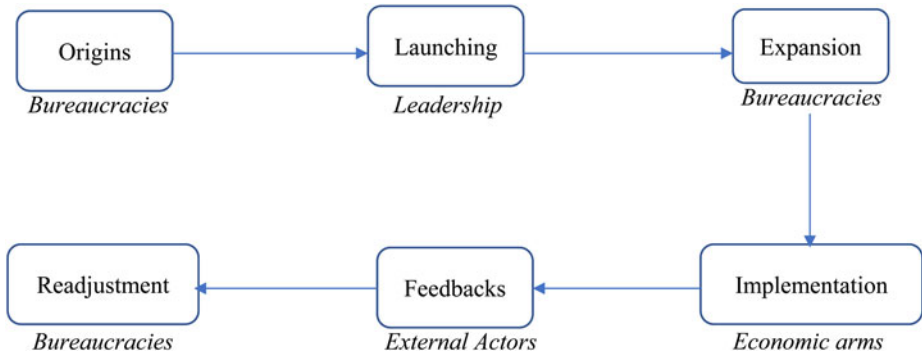 Origins
Launching
Expansion
Bureaucracies
Leadership
Bureaucracies
Readjustment
Feedbacks
Implementation
Bureaucracies
External Actors
Economic arms